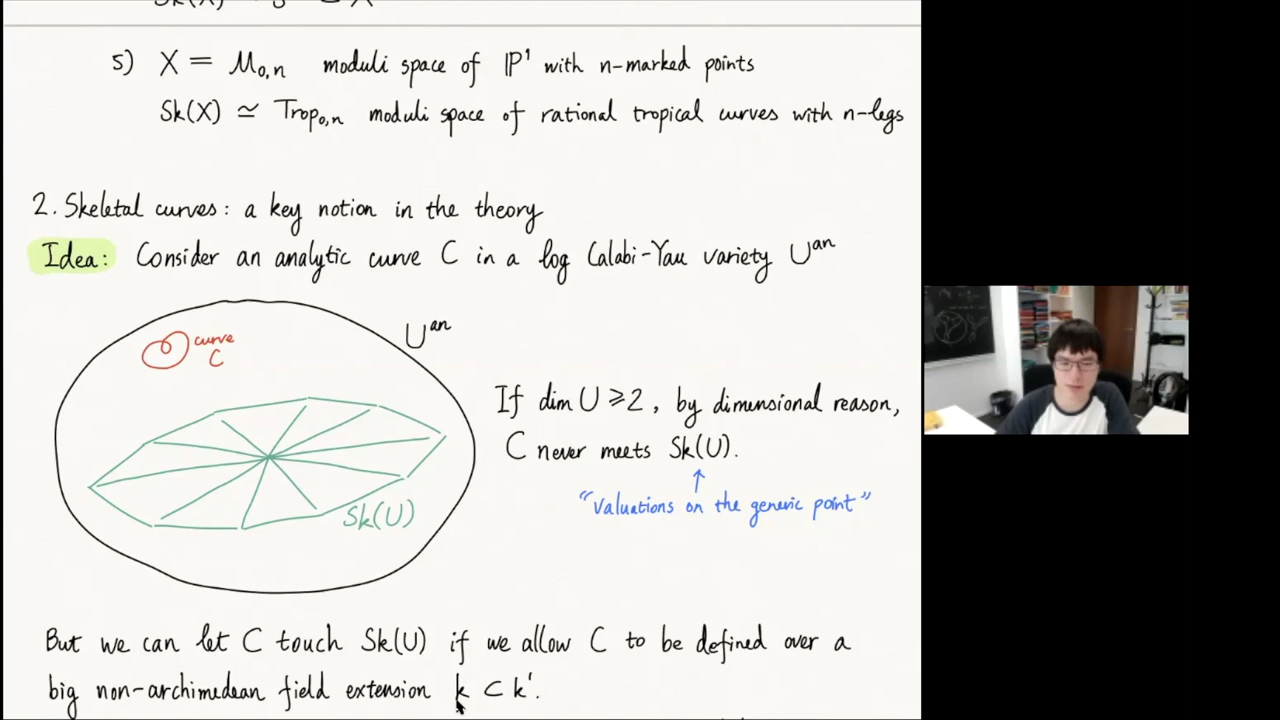 5) X = M₀,ₙ moduli space of ℙ¹ with n-marked points
Sk(X) ≃ Trop₀,ₙ moduli space of rational tropical curves with n-legs
2. Skeletal curves: a key notion in the theory
Idea: Consider an analytic curve C in a log Calabi-Yau variety Uᵃⁿ
curve
C
Uᵃⁿ
Sk(U)
If dim U ⩾ 2, by dimensional reason,
C never meets Sk(U).
↑
"valuations on the generic point"
But we can let C touch Sk(U) if we allow C to be defined over a
big non-archimedean field extension k ⊂ k'.